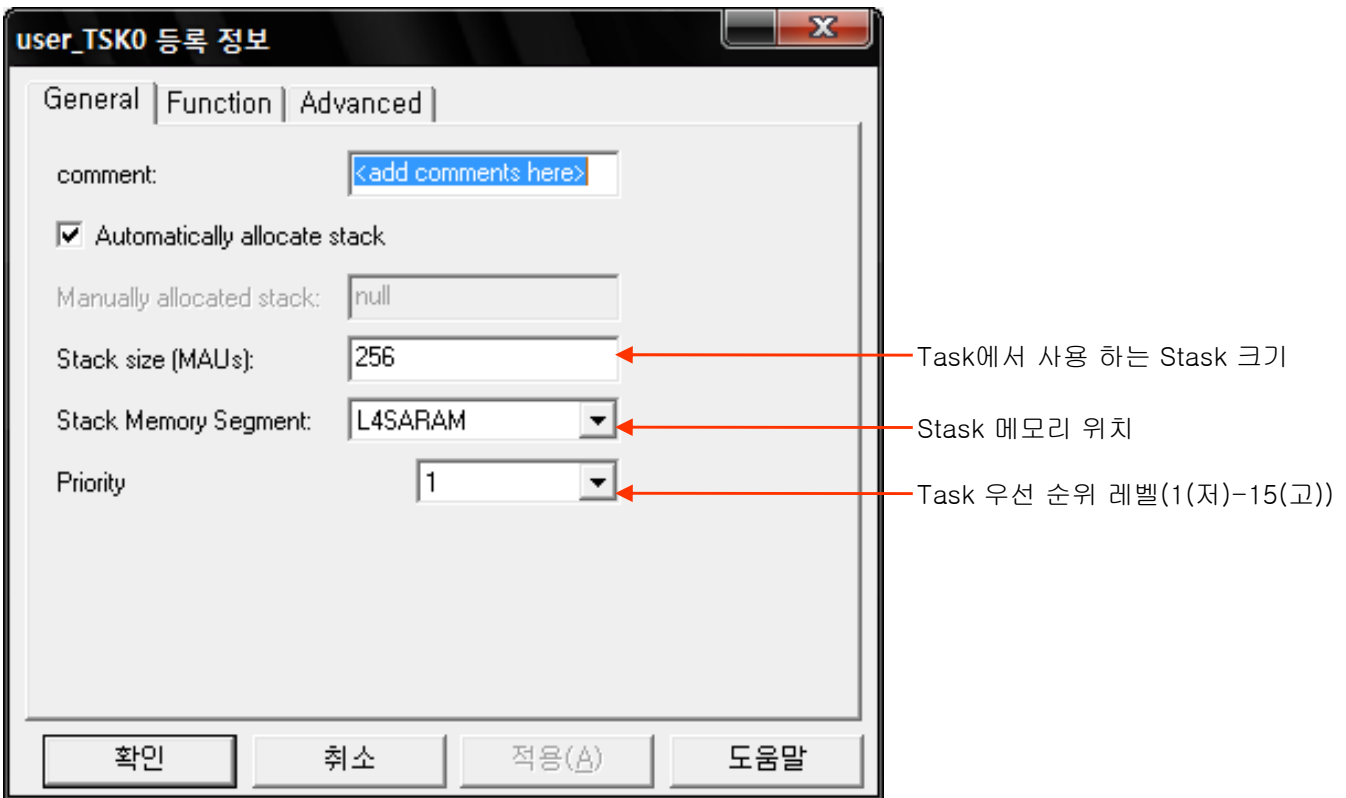 user_TSK0 등록 정보
General Function Advanced
comment: <add comments here>
Automatically allocate stack
Manually allocated stack: null
Stack size (MAUs): 256 Task에서 사용 하는 Stask 크기
Stack Memory Segment: L4SARAM Stask 메모리 위치
Priority 1 Task 우선 순위 레벨(1(저)-15(고))
확인 취소 적용(A) 도움말